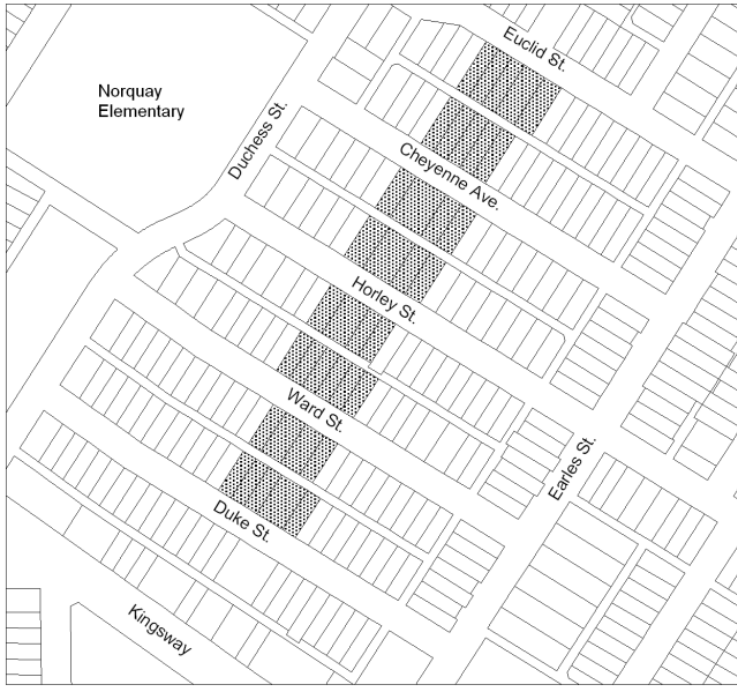 Euclid St.
Norquay
Elementary
Duchess St.
Cheyenne Ave.
Horley St.
Ward St.
Earles St.
Duke St.
Kingsway